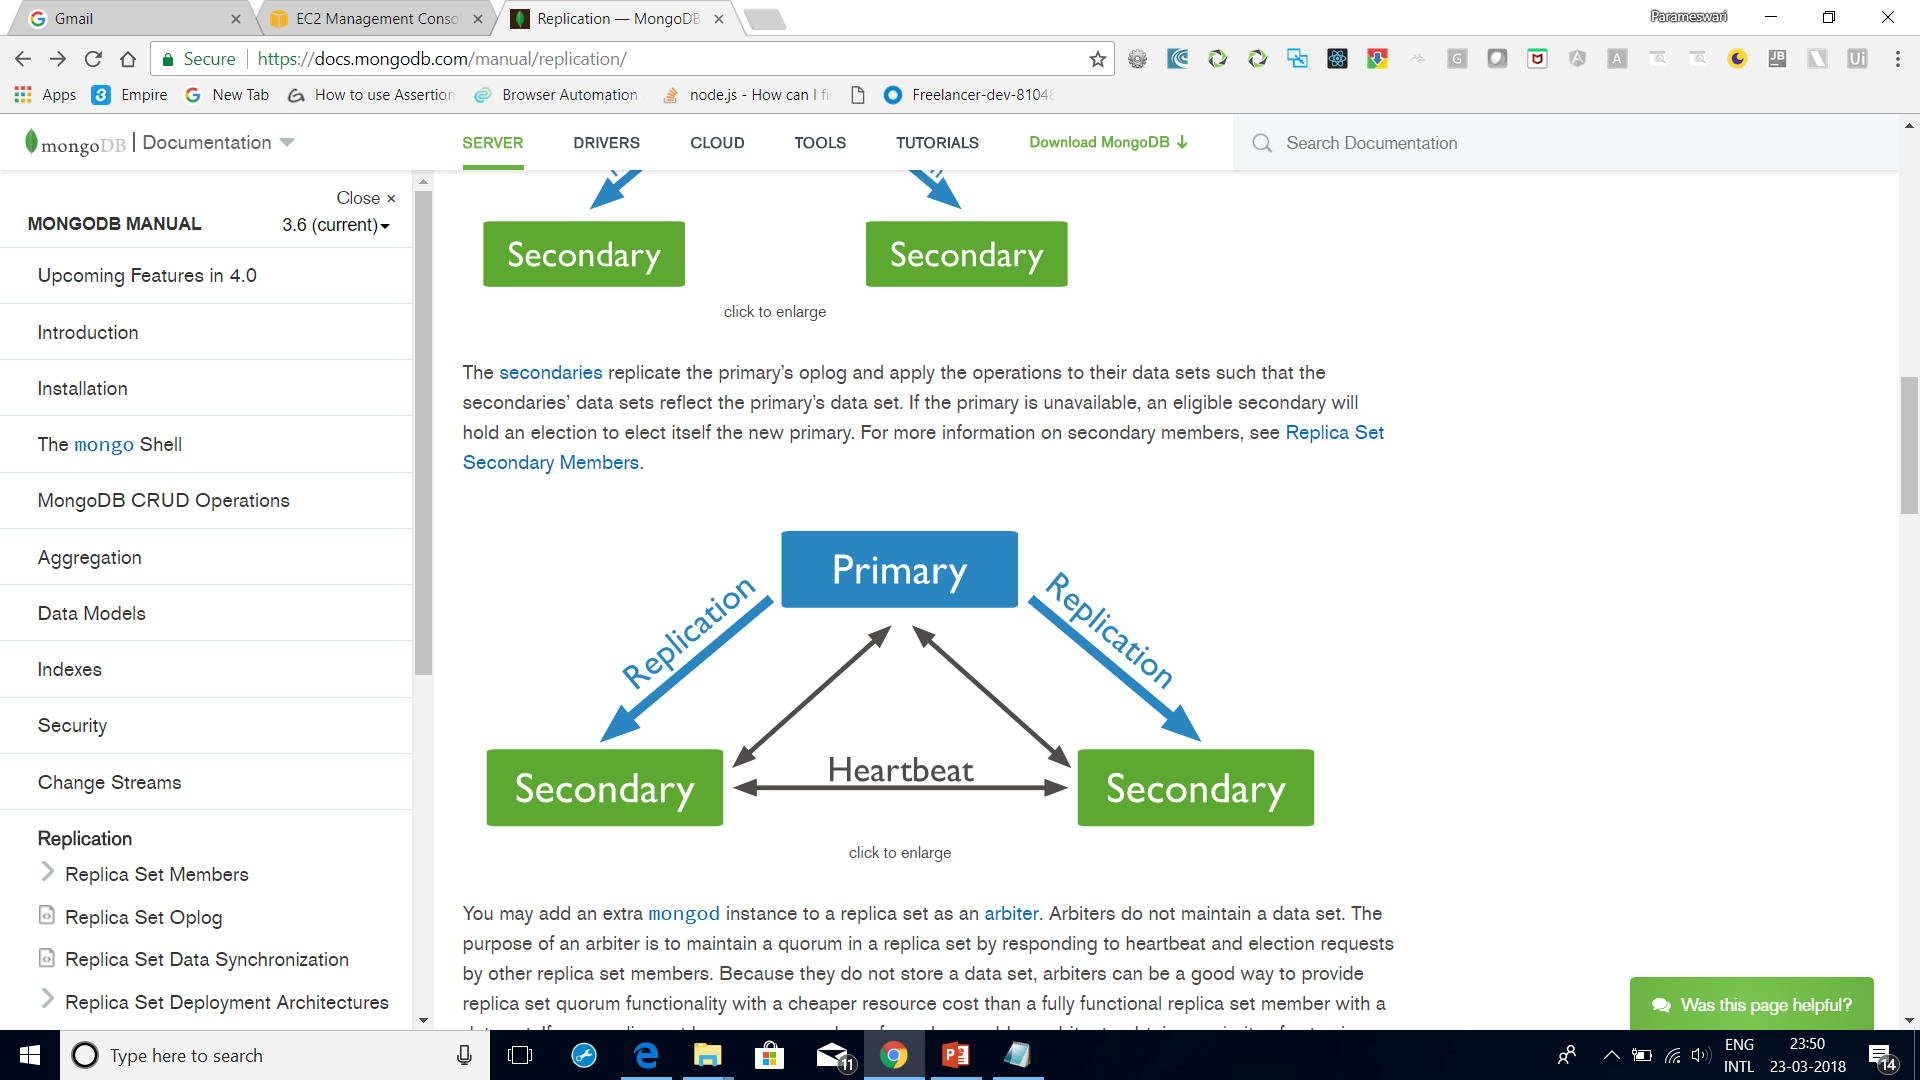 Gmail
EC2 Management Conso
Replication — MongoDB
Parameswari
Secure
https://docs.mongodb.com/manual/replication/
Apps
Empire
New Tab
How to use Assertion
Browser Automation
node.js - How can I fi
Freelancer-dev-81048
mongoDB
Documentation
SERVER
DRIVERS
CLOUD
TOOLS
TUTORIALS
Download MongoDB
Search Documentation
Close ×
MONGODB MANUAL
3.6 (current)
Upcoming Features in 4.0
Introduction
Installation
The mongo Shell
MongoDB CRUD Operations
Aggregation
Data Models
Indexes
Security
Change Streams
Replication
Replica Set Members
Replica Set Oplog
Replica Set Data Synchronization
Replica Set Deployment Architectures
Secondary
Secondary
click to enlarge
The secondaries replicate the primary’s oplog and apply the operations to their data sets such that the
secondaries’ data sets reflect the primary’s data set. If the primary is unavailable, an eligible secondary will
hold an election to elect itself the new primary. For more information on secondary members, see Replica Set
Secondary Members.
Primary
Replication
Replication
Heartbeat
Secondary
Secondary
click to enlarge
You may add an extra mongod instance to a replica set as an arbiter. Arbiters do not maintain a data set. The
purpose of an arbiter is to maintain a quorum in a replica set by responding to heartbeat and election requests
by other replica set members. Because they do not store a data set, arbiters can be a good way to provide
replica set quorum functionality with a cheaper resource cost than a fully functional replica set member with a
Was this page helpful?
Type here to search
11
ENG
INTL
23:50
23-03-2018
14